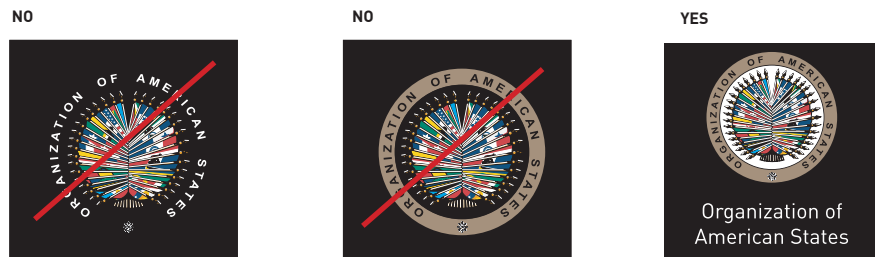 NO
NO
YES
ORGANIZATION OF AMERICAN STATES
ORGANIZATION OF AMERICAN STATES
ORGANIZATION OF AMERICAN STATES
Organization of
American States